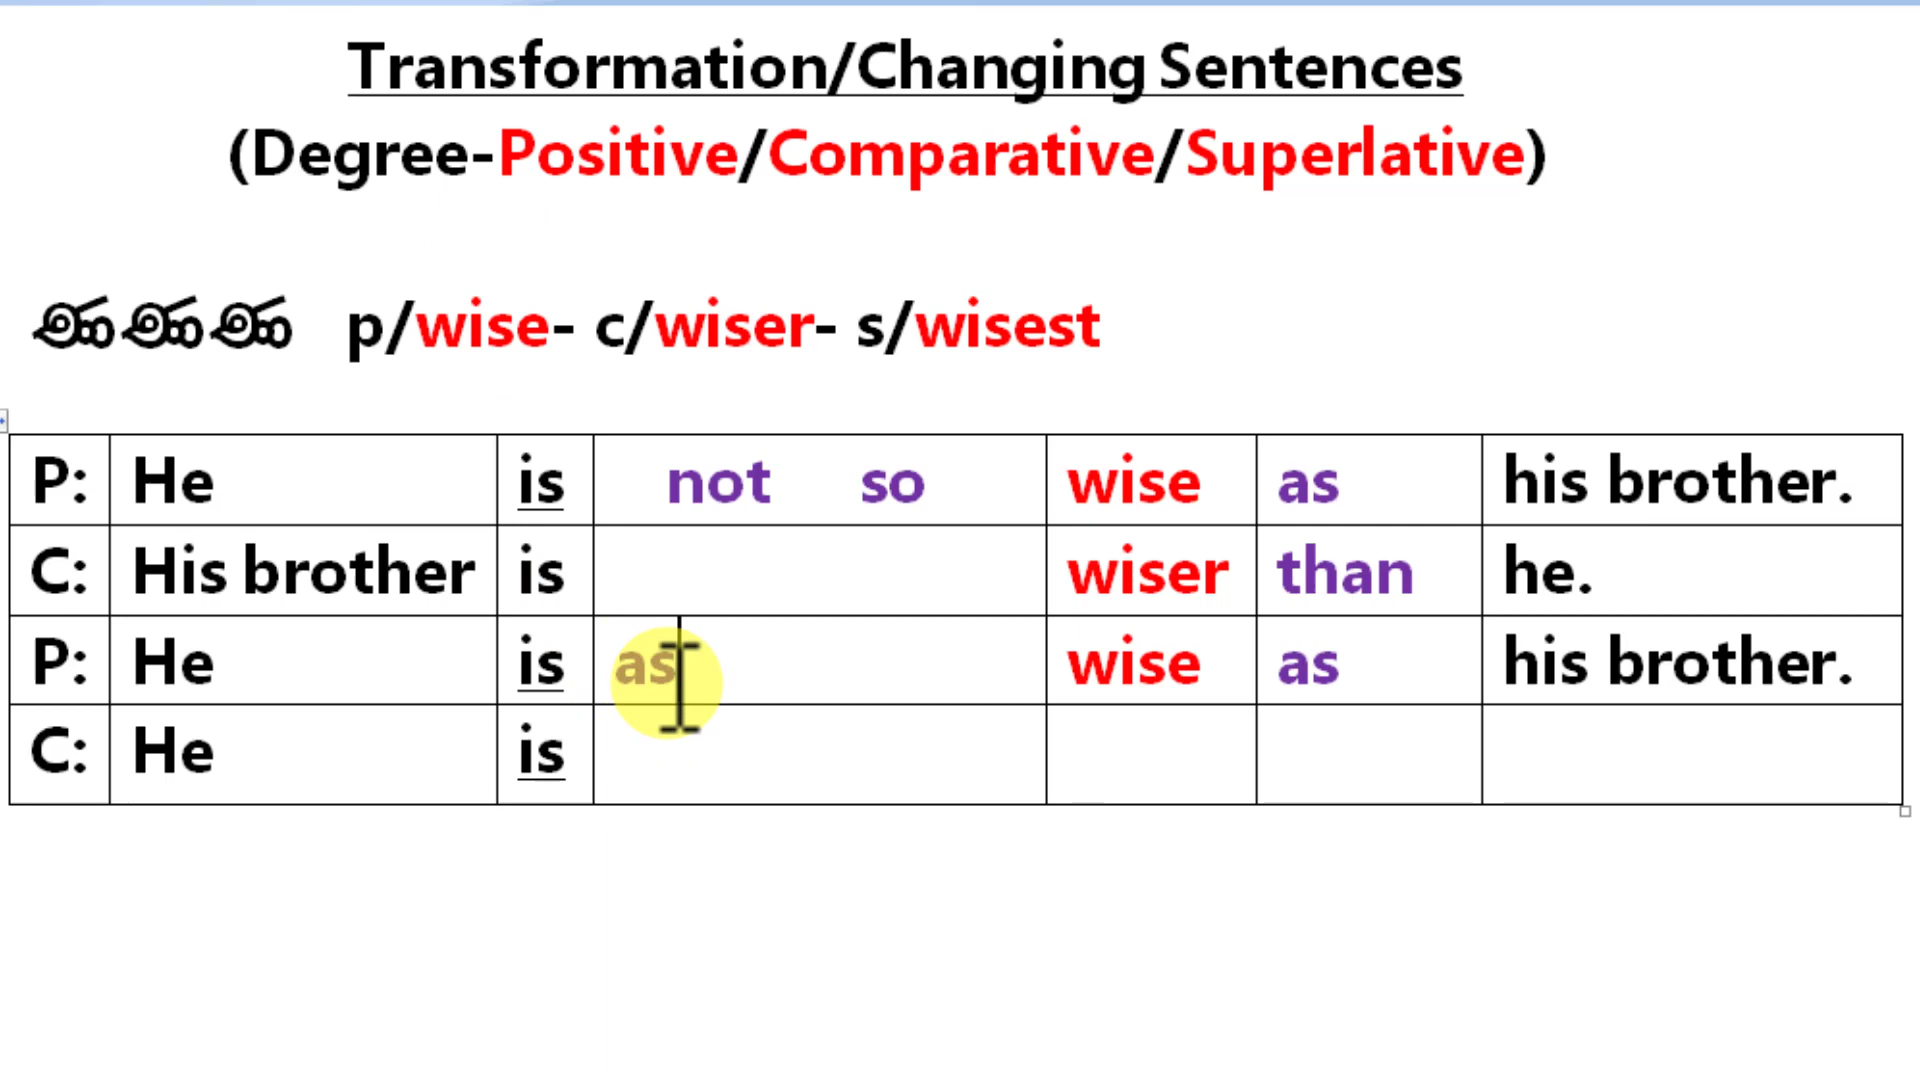 Transformation/Changing Sentences
(Degree-Positive/Comparative/Superlative)
p/wise- c/wiser- s/wisest
P: He is not so wise as his brother.
C: His brother is wiser than he.
P: He is as wise as his brother.
C: He is